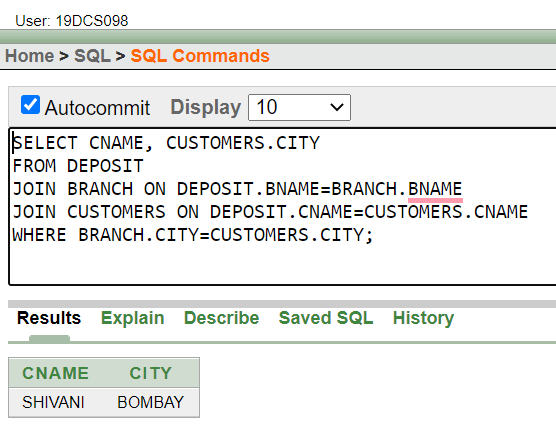 User: 19DCS098
Home > SQL > SQL Commands
Autocommit Display 10
SELECT CNAME, CUSTOMERS.CITY
FROM DEPOSIT
JOIN BRANCH ON DEPOSIT.BNAME=BRANCH.BNAME
JOIN CUSTOMERS ON DEPOSIT.CNAME=CUSTOMERS.CNAME
WHERE BRANCH.CITY=CUSTOMERS.CITY;
Results Explain Describe Saved SQL History
CNAME CITY
SHIVANI BOMBAY